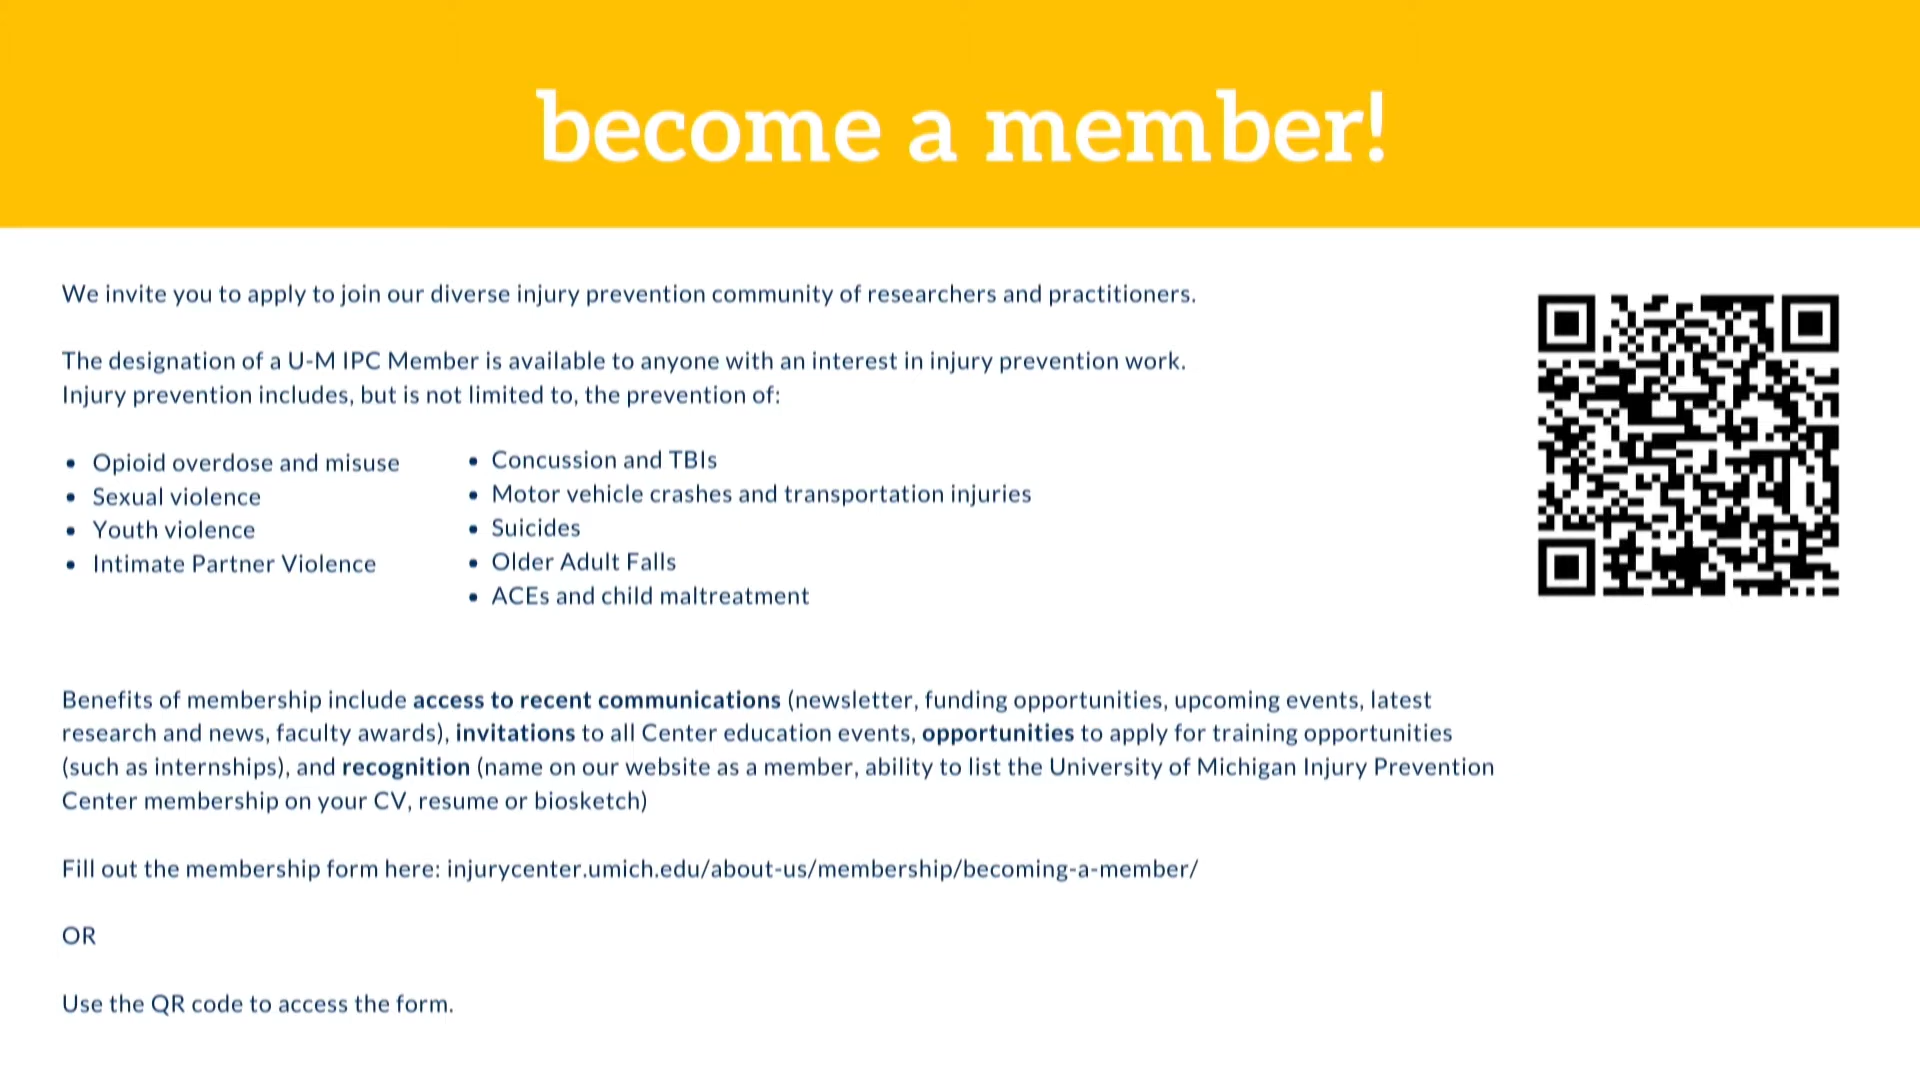 become a member!
We invite you to apply to join our diverse injury prevention community of researchers and practitioners.
The designation of a U-M IPC Member is available to anyone with an interest in injury prevention work.
Injury prevention includes, but is not limited to, the prevention of:
• Opioid overdose and misuse
• Sexual violence
• Youth violence
• Intimate Partner Violence
• Concussion and TBIs
• Motor vehicle crashes and transportation injuries
• Suicides
• Older Adult Falls
• ACEs and child maltreatment
Benefits of membership include access to recent communications (newsletter, funding opportunities, upcoming events, latest
research and news, faculty awards), invitations to all Center education events, opportunities to apply for training opportunities
(such as internships), and recognition (name on our website as a member, ability to list the University of Michigan Injury Prevention
Center membership on your CV, resume or biosketch)
Fill out the membership form here: injurycenter.umich.edu/about-us/membership/becoming-a-member/
OR
Use the QR code to access the form.